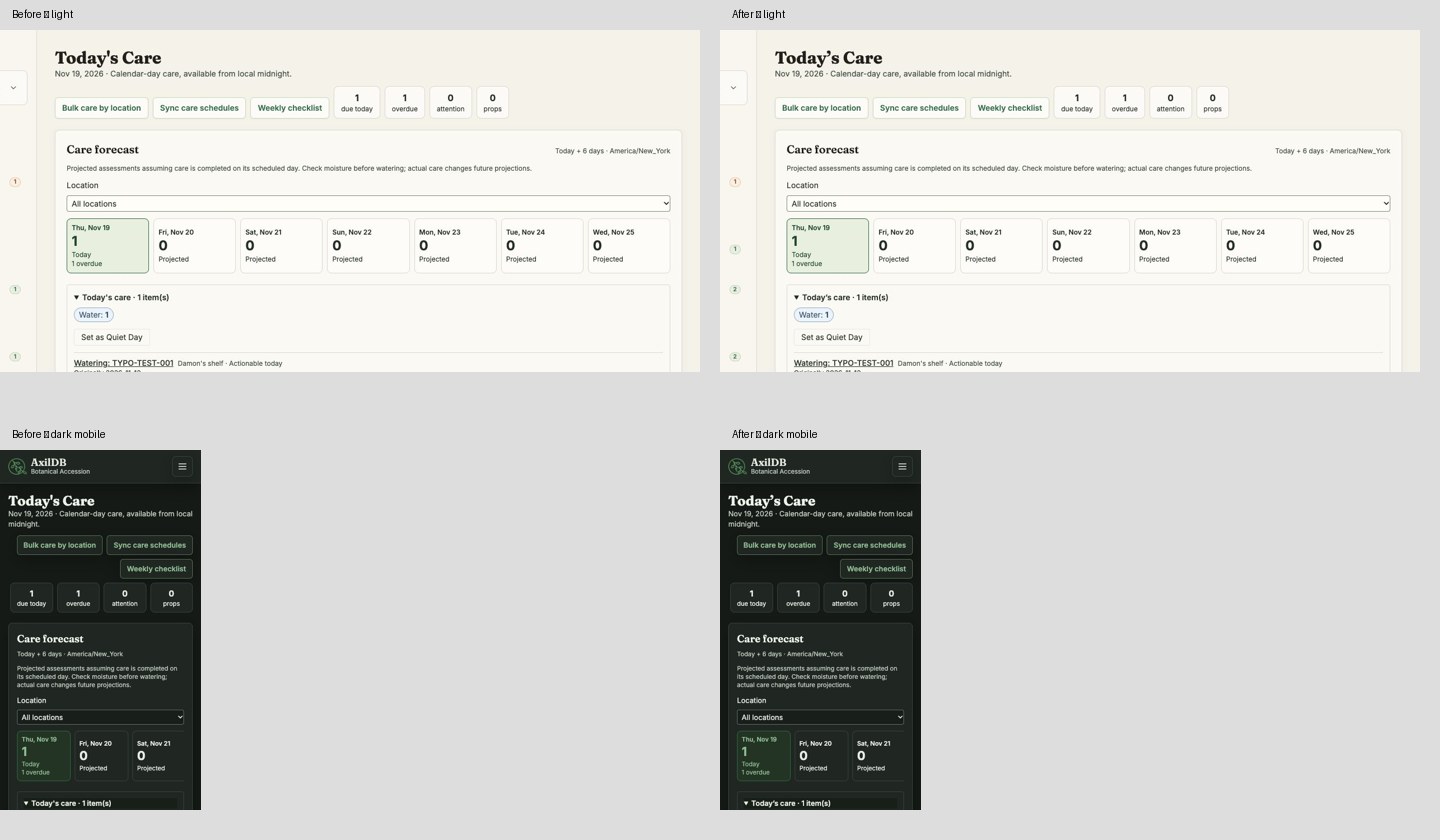 Before ▯ light
Today's Care
Nov 19, 2026 · Calendar-day care, available from local midnight.
Bulk care by location
Sync care schedules
Weekly checklist
1
due today
1
overdue
0
attention
0
props
Care forecast
Today + 6 days · America/New_York
Projected assessments assuming care is completed on its scheduled day. Check moisture before watering; actual care changes future projections.
Location
All locations
Thu, Nov 19
1
Today
1 overdue
Fri, Nov 20
0
Projected
Sat, Nov 21
0
Projected
Sun, Nov 22
0
Projected
Mon, Nov 23
0
Projected
Tue, Nov 24
0
Projected
Wed, Nov 25
0
Projected
▼ Today's care · 1 item(s)
Water: 1
Set as Quiet Day
Watering: TYPO-TEST-001 Damon's shelf · Actionable today
1
1
1
After ▯ light
Today’s Care
Nov 19, 2026 · Calendar-day care, available from local midnight.
Bulk care by location
Sync care schedules
Weekly checklist
1
due today
1
overdue
0
attention
0
props
Care forecast
Today + 6 days · America/New_York
Projected assessments assuming care is completed on its scheduled day. Check moisture before watering; actual care changes future projections.
Location
All locations
Thu, Nov 19
1
Today
1 overdue
Fri, Nov 20
0
Projected
Sat, Nov 21
0
Projected
Sun, Nov 22
0
Projected
Mon, Nov 23
0
Projected
Tue, Nov 24
0
Projected
Wed, Nov 25
0
Projected
▼ Today’s care · 1 item(s)
Water: 1
Set as Quiet Day
Watering: TYPO-TEST-001 Damon's shelf · Actionable today
1
1
2
2
Before ▯ dark mobile
AxilDB
Botanical Accession
Today's Care
Nov 19, 2026 · Calendar-day care, available from local
midnight.
Bulk care by location
Sync care schedules
Weekly checklist
1
due today
1
overdue
0
attention
0
props
Care forecast
Today + 6 days · America/New_York
Projected assessments assuming care is completed on
its scheduled day. Check moisture before watering;
actual care changes future projections.
Location
All locations
Thu, Nov 19
1
Today
1 overdue
Fri, Nov 20
0
Projected
Sat, Nov 21
0
Projected
▼ Today's care · 1 item(s)
After ▯ dark mobile
AxilDB
Botanical Accession
Today’s Care
Nov 19, 2026 · Calendar-day care, available from local
midnight.
Bulk care by location
Sync care schedules
Weekly checklist
1
due today
1
overdue
0
attention
0
props
Care forecast
Today + 6 days · America/New_York
Projected assessments assuming care is completed on
its scheduled day. Check moisture before watering;
actual care changes future projections.
Location
All locations
Thu, Nov 19
1
Today
1 overdue
Fri, Nov 20
0
Projected
Sat, Nov 21
0
Projected
▼ Today’s care · 1 item(s)